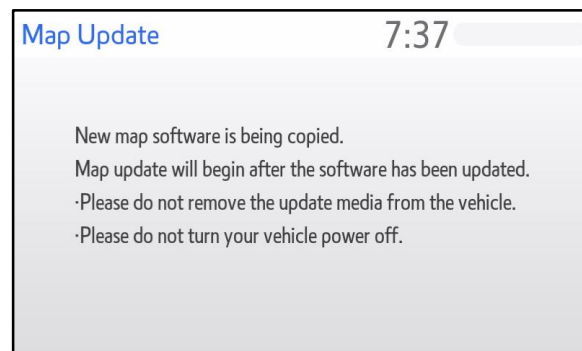 Map Update
7:37
New map software is being copied.
Map update will begin after the software has been updated.
·Please do not remove the update media from the vehicle.
·Please do not turn your vehicle power off.